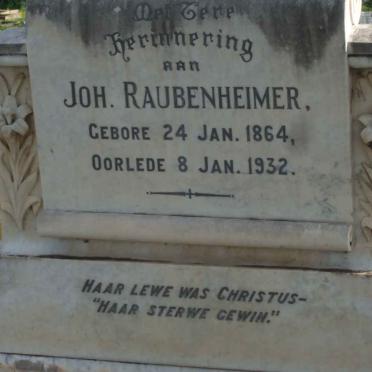 Met Tere
Herinnering
aan
JOH. RAUBENHEIMER,
GEBORE 24 JAN. 1864,
OORLEDE 8 JAN. 1932.
HAAR LEWE WAS CHRISTUS-
"HAAR STERWE GEWIN."